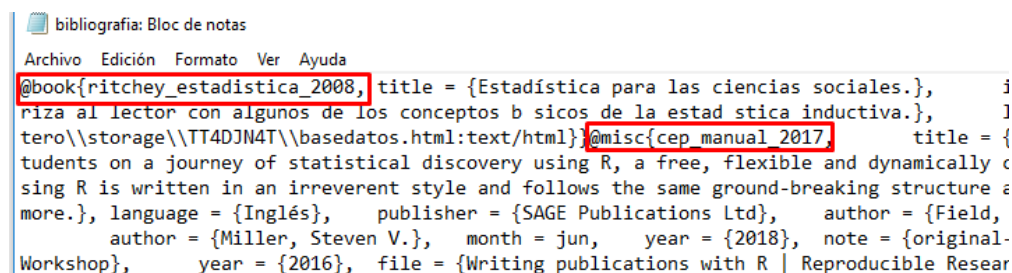 bibliografia: Bloc de notas
Archivo Edición Formato Ver Ayuda
@book{ritchey_estadistica_2008, title = {Estadística para las ciencias sociales.},
riza al lector con algunos de los conceptos b sicos de la estad stica inductiva.},
tero\\storage\\TT4DJN4T\\basedatos.html:text/html}}@misc{cep_manual_2017, title = {
tudents on a journey of statistical discovery using R, a free, flexible and dynamically
sing R is written in an irreverent style and follows the same ground-breaking structure a
more.}, language = {Inglés}, publisher = {SAGE Publications Ltd}, author = {Field,
author = {Miller, Steven V.}, month = jun, year = {2018}, note = {original-
Workshop}, year = {2016}, file = {Writing publications with R | Reproducible Resear